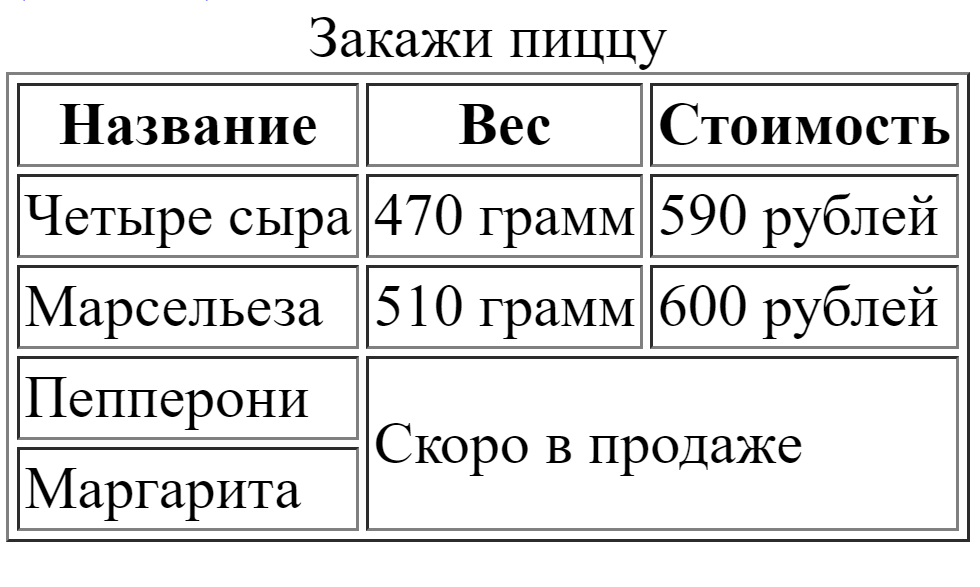 Закажи пиццу
Название Вес Стоимость
Четыре сыра 470 грамм 590 рублей
Марсельеза 510 грамм 600 рублей
Пепперони
Скоро в продаже
Маргарита